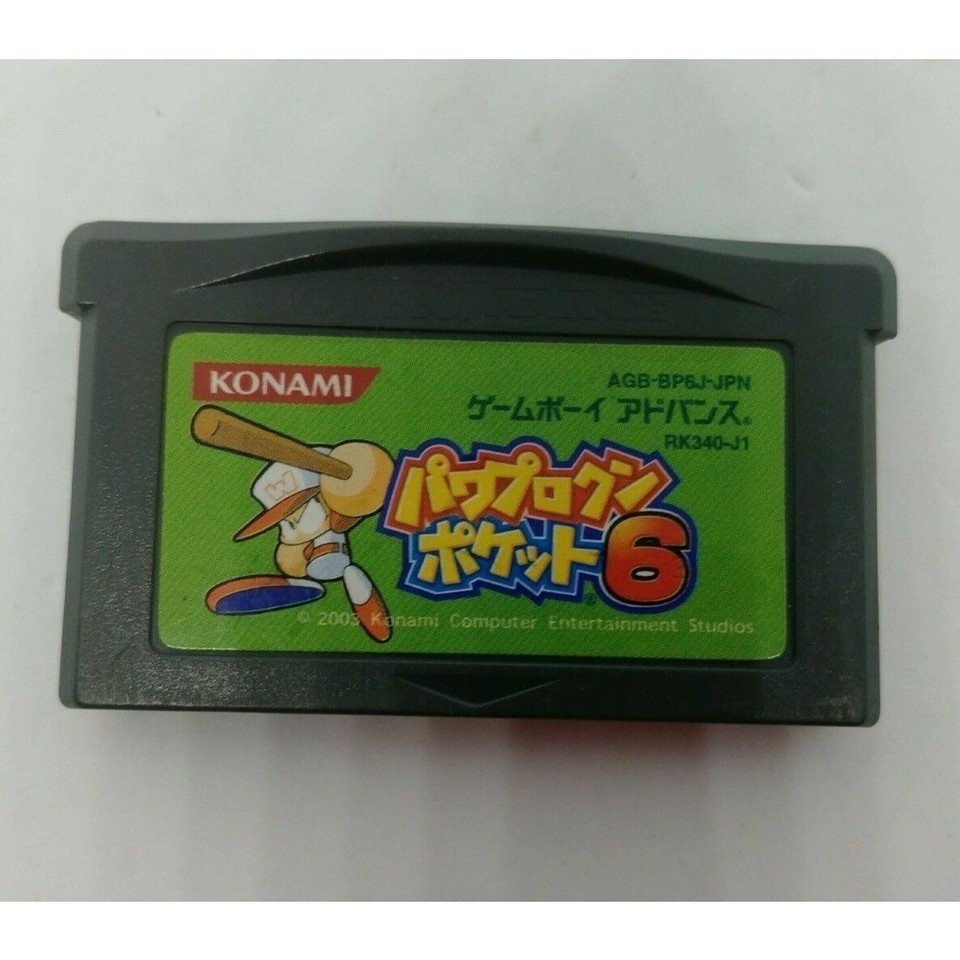 KONAMI
AGB-BP6J-JPN
ゲームボーイ アドバンス®
RK340-J1
W
パワプロクン
ポケット6
®
© 2003 Konami Computer Entertainment Studios